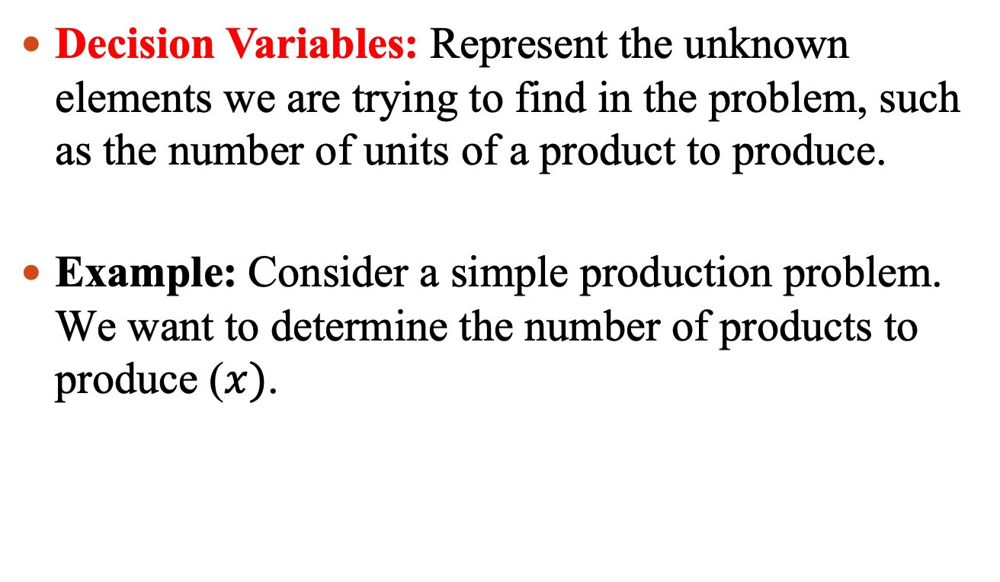 • Decision Variables: Represent the unknown
elements we are trying to find in the problem, such
as the number of units of a product to produce.
• Example: Consider a simple production problem.
We want to determine the number of products to
produce (x).